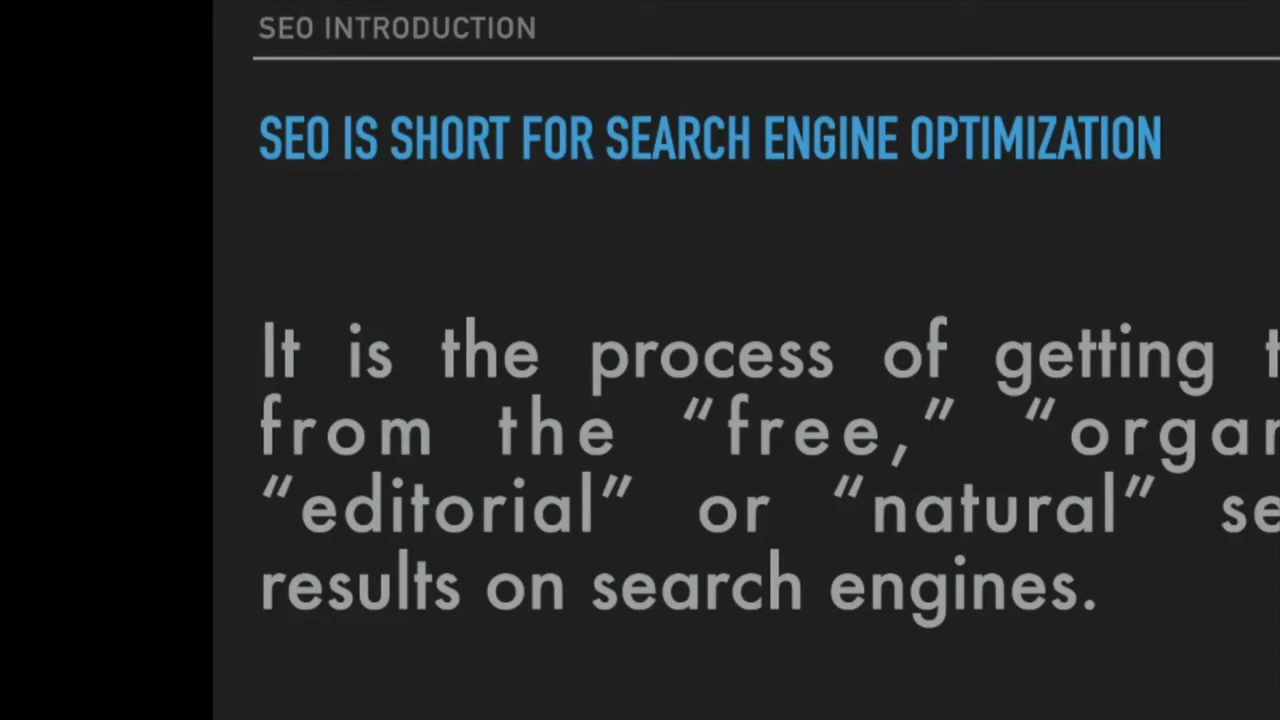 SEO INTRODUCTION
SEO IS SHORT FOR SEARCH ENGINE OPTIMIZATION
It is the process of getting
from the “free,”
“editorial” or “natural”
results on search engines.